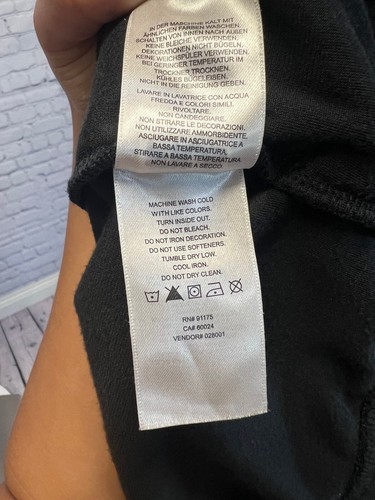 IN DER MASCHINE KALT MIT
ÄHNLICHEN FARBEN WASCHEN.
SCHALTEN VON INNEN NACH AUßEN
KEINE BLEICHE VERWENDEN.
DEKORATIONEN NICHT BÜGELN.
KEINE WEICHSPÜLER VERWENDEN.
BEI GERINGER TEMPERATUR IM
TROCKNER TROCKNEN.
KÜHLES BÜGELEISEN.
NICHT IN DIE REINIGUNG GEBEN.
LAVARE IN LAVATRICE CON ACQUA
FREDDA E COLORI SIMILI.
RIVOLTARE.
NON CANDEGGIARE.
NON STIRARE LE DECORAZIONI.
NON UTILIZZARE AMMORBIDENTE.
ASCIUGARE IN ASCIUGATRICE A
BASSA TEMPERATURA.
STIRARE A BASSA TEMPERATURA.
NON LAVARE A SECCO.
MACHINE WASH COLD
WITH LIKE COLORS.
TURN INSIDE OUT.
DO NOT BLEACH.
DO NOT IRON DECORATION.
DO NOT USE SOFTENERS.
TUMBLE DRY LOW.
COOL IRON.
DO NOT DRY CLEAN.
RN# 91175
CA# 80024
VENDOR# 028001